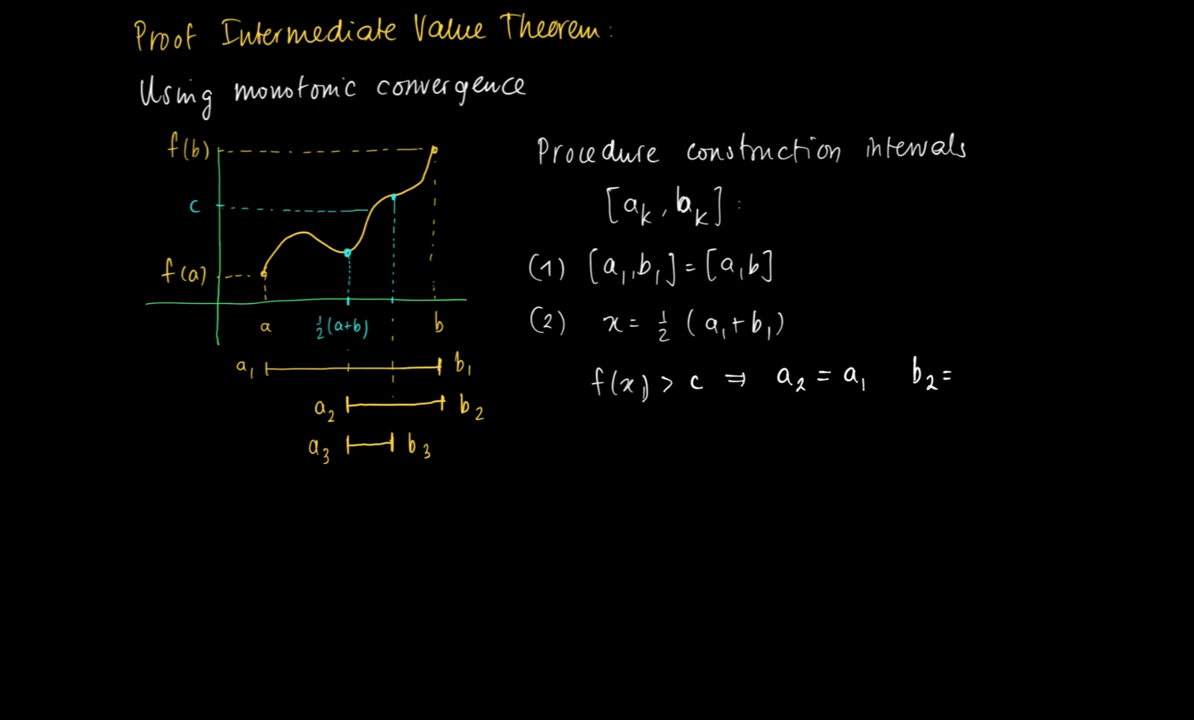 Proof Intermediate Value Theorem:
Using monotonic convergence
f(b)
c
f(a)
a
½(a+b)
b
a₁ b₁
a₂ b₂
a₃ b₃
Procedure construction intervals
[aₖ, bₖ]:
(1) [a₁, b₁] = [a, b]
(2) x = ½ (a₁ + b₁)
f(x) > c ⇒ a₂ = a₁ b₂ =